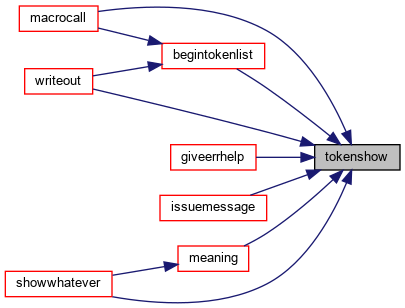 macrocall
begintokenlist
writeout
giveerrhelp
tokenshow
issuemessage
meaning
showwhatever